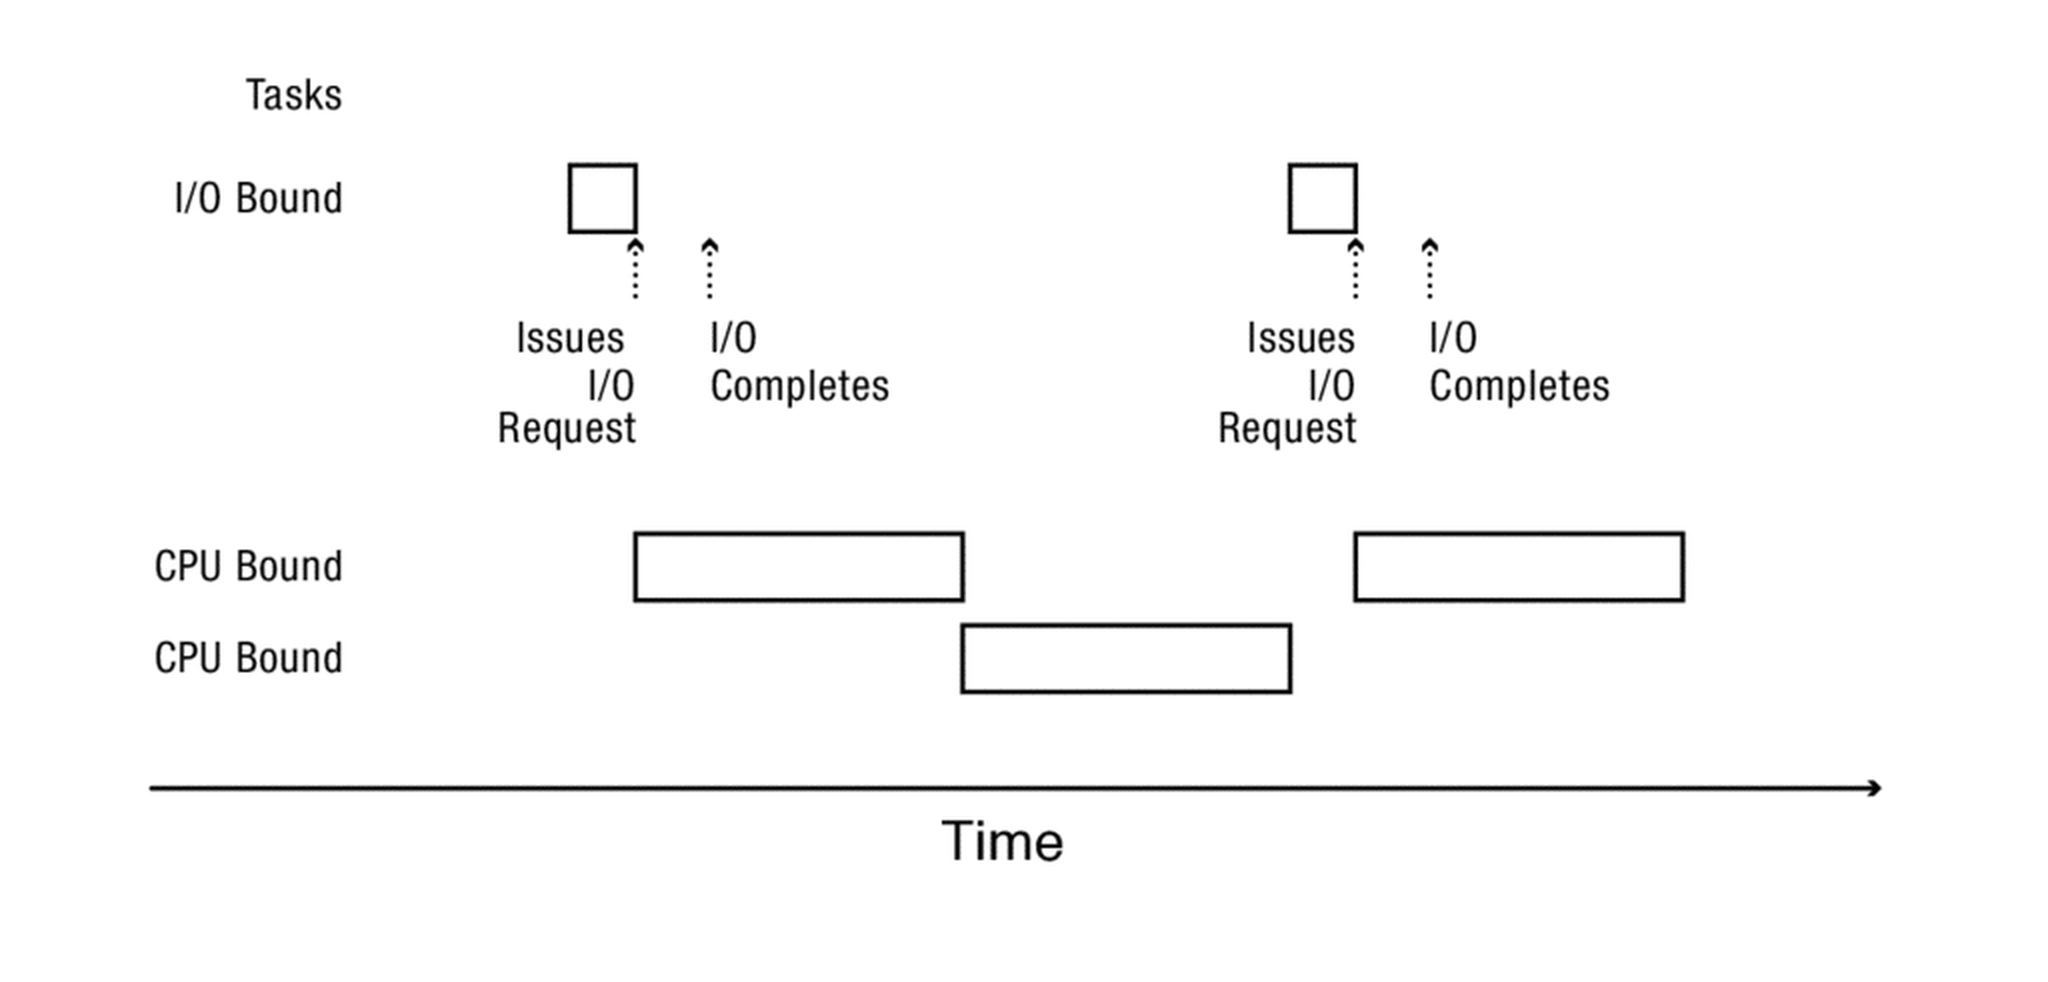 Tasks
I/O Bound
Issues
I/O
Request
I/O
Completes
Issues
I/O
Request
I/O
Completes
CPU Bound
CPU Bound
Time